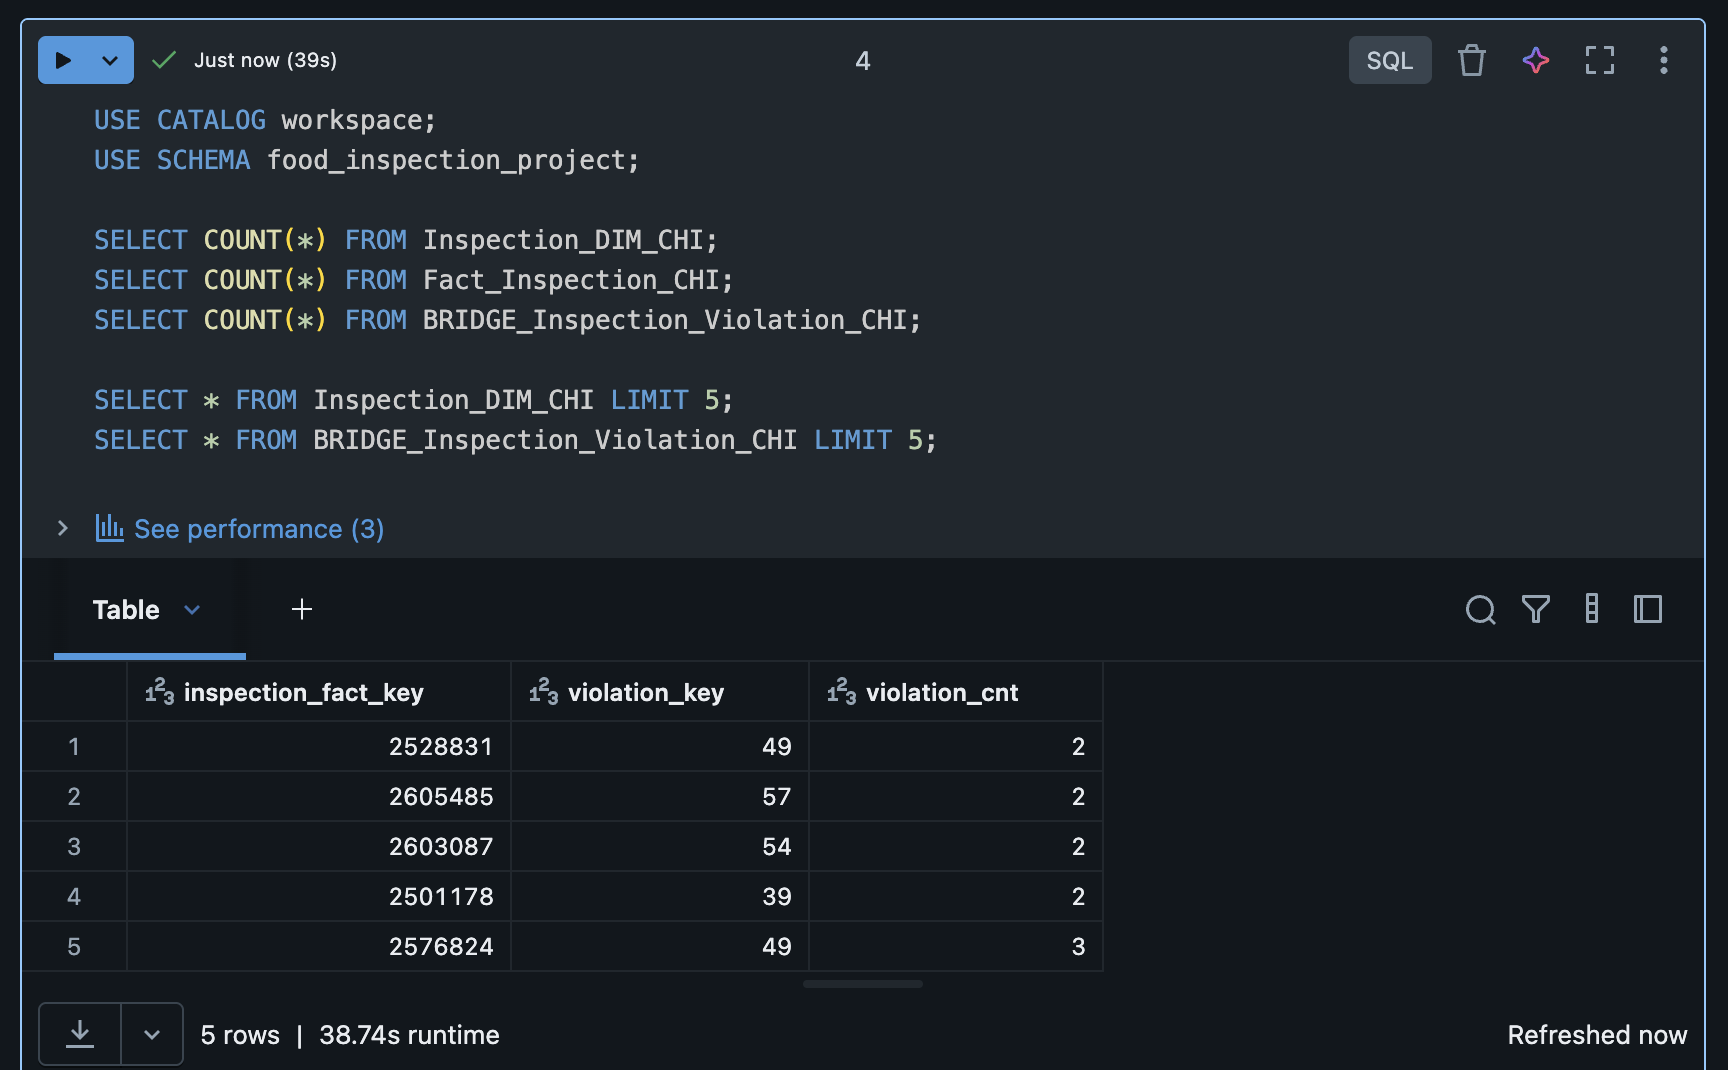 Just now (39s)
4
SQL
USE CATALOG workspace;
USE SCHEMA food_inspection_project;
SELECT COUNT(*) FROM Inspection_DIM_CHI;
SELECT COUNT(*) FROM Fact_Inspection_CHI;
SELECT COUNT(*) FROM BRIDGE_Inspection_Violation_CHI;
SELECT * FROM Inspection_DIM_CHI LIMIT 5;
SELECT * FROM BRIDGE_Inspection_Violation_CHI LIMIT 5;
See performance (3)
Table +
123 inspection_fact_key 123 violation_key 123 violation_cnt
1 2528831 49 2
2 2605485 57 2
3 2603087 54 2
4 2501178 39 2
5 2576824 49 3
5 rows | 38.74s runtime
Refreshed now